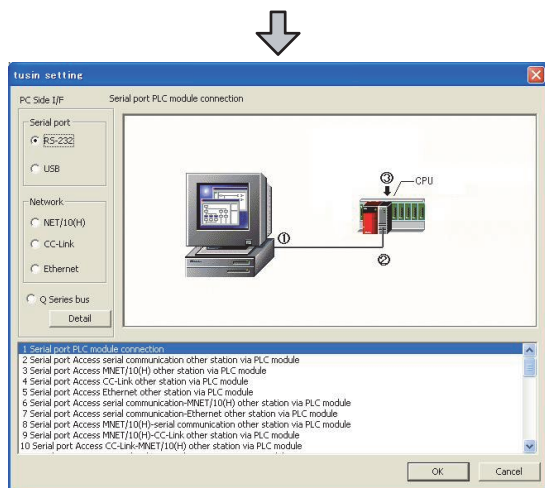 tusin setting
PC Side I/F
Serial port PLC module connection
Serial port
RS-232
USB
Network
NET/10(H)
CC-Link
Ethernet
Q Series bus
Detail
③
CPU
①
②
1 Serial port PLC module connection
2 Serial port Access serial communication other station via PLC module
3 Serial port Access MNET/10(H) other station via PLC module
4 Serial port Access CC-Link other station via PLC module
5 Serial port Access Ethernet other station via PLC module
6 Serial port Access serial communication-MNET/10(H) other station via PLC module
7 Serial port Access serial communication-Ethernet other station via PLC module
8 Serial port Access MNET/10(H)-serial communication other station via PLC module
9 Serial port Access MNET/10(H)-CC-Link other station via PLC module
10 Serial port Access CC-Link-MNET/10(H) other station via PLC module
OK
Cancel